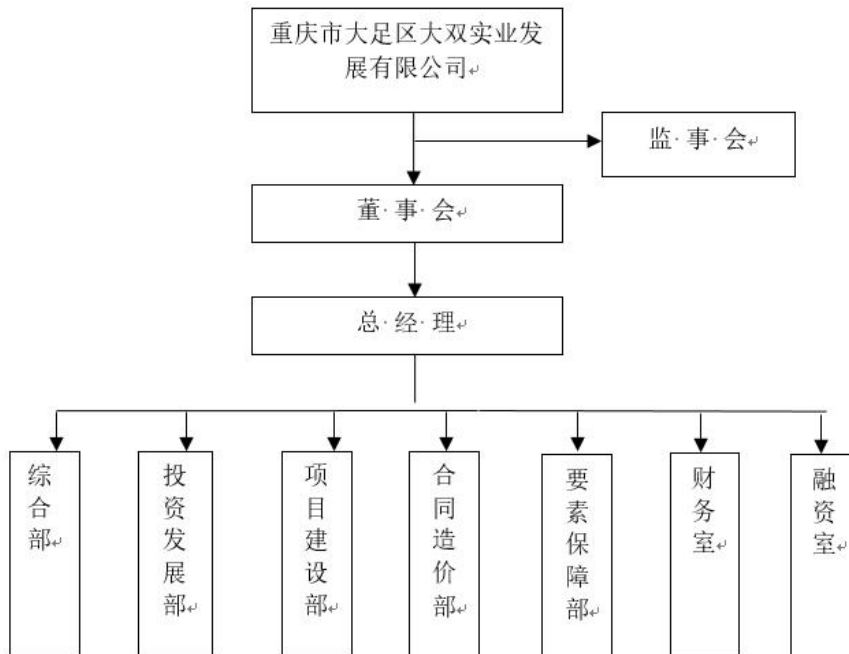 重庆市大足区大双实业发
展有限公司↵
监·事·会↵
董·事·会↵
总·经·理↵
综合部↵
投资发展部↵
项目建设部↵
合同造价部↵
要素保障部↵
财务室↵
融资室↵